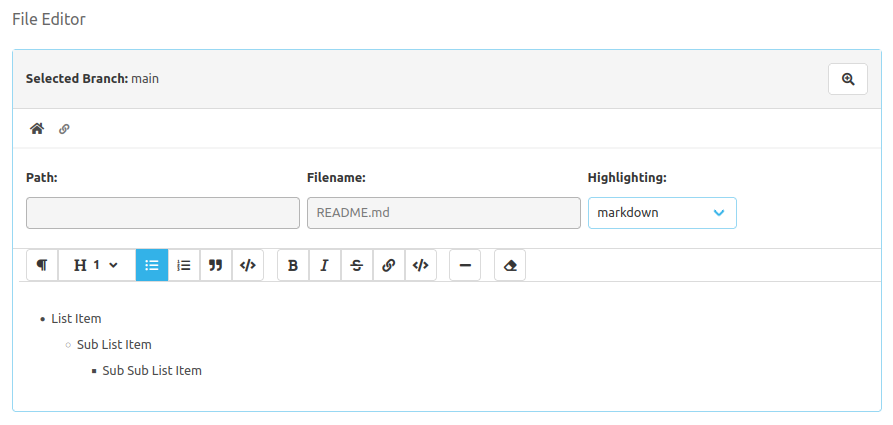 File Editor
Selected Branch: main
Path: Filename: Highlighting:
README.md markdown
H 1 B I S
List Item
Sub List Item
Sub Sub List Item